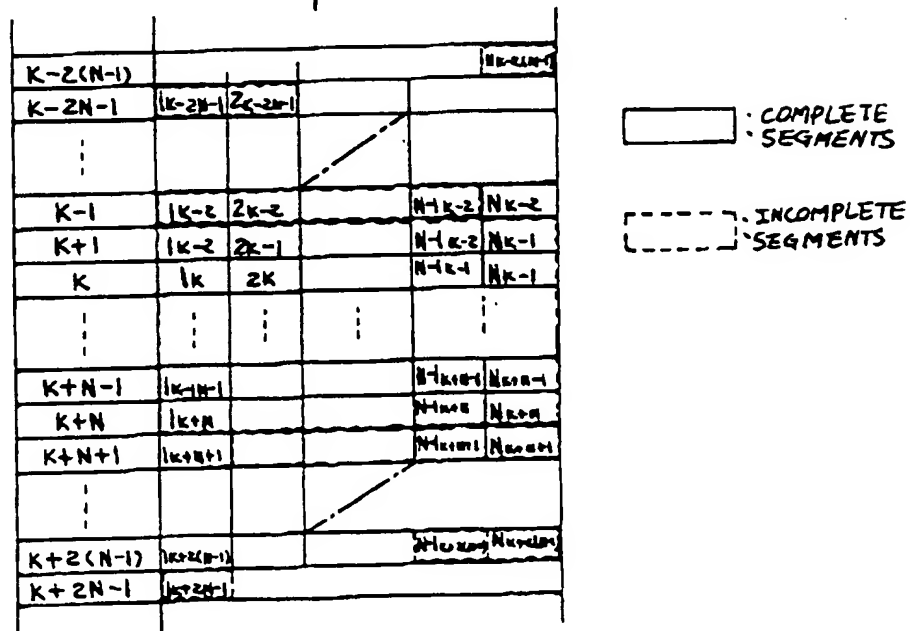 K-2(N-1)
K-2N-1 1K-2N-1 2K-2N-1
K-1 1K-2 2K-2 N-1K-2 NK-2
K+1 1K-2 2K-1 N-1K-2 NK-1
K 1K 2K N-1K-1 NK-1
K+N-1 N-1K+N-1 NK+N-1
K+N 1K+N N-1K+N NK+N
K+N+1 1K+N+1 N-1K+N+1 NK+N+1
K+2(N-1) 1K+2(N-1)
K+2N-1 1K+2N-1
: COMPLETE
SEGMENTS
: INCOMPLETE
SEGMENTS